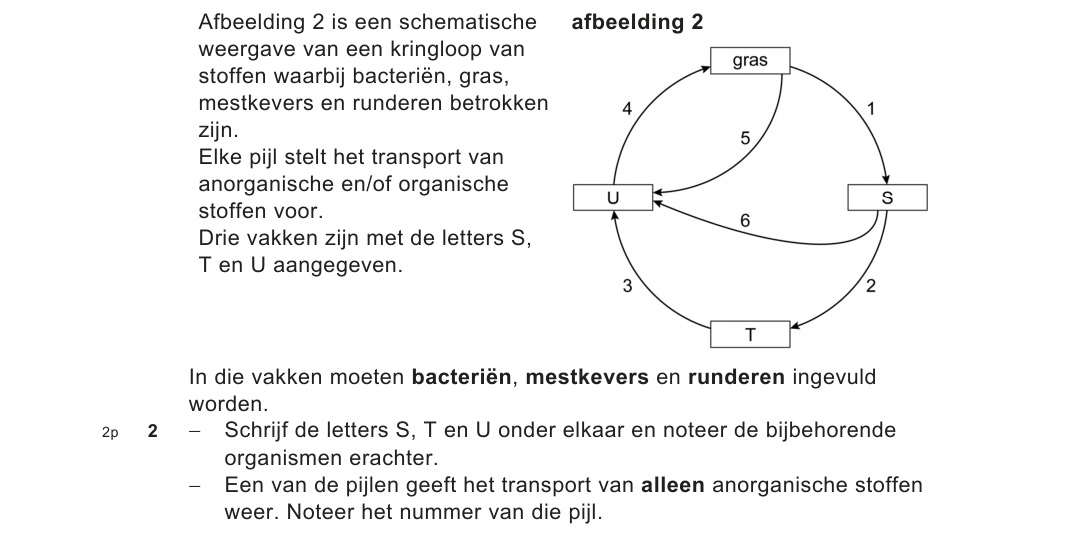 Afbeelding 2 is een schematische
weergave van een kringloop van
stoffen waarbij bacteriën, gras,
mestkevers en runderen betrokken
zijn.
Elke pijl stelt het transport van
anorganische en/of organische
stoffen voor.
Drie vakken zijn met de letters S,
T en U aangegeven.
afbeelding 2
gras
4
1
5
U
S
6
3
2
T
In die vakken moeten bacteriën, mestkevers en runderen ingevuld
worden.
2p 2 – Schrijf de letters S, T en U onder elkaar en noteer de bijbehorende
organismen erachter.
– Een van de pijlen geeft het transport van alleen anorganische stoffen
weer. Noteer het nummer van die pijl.